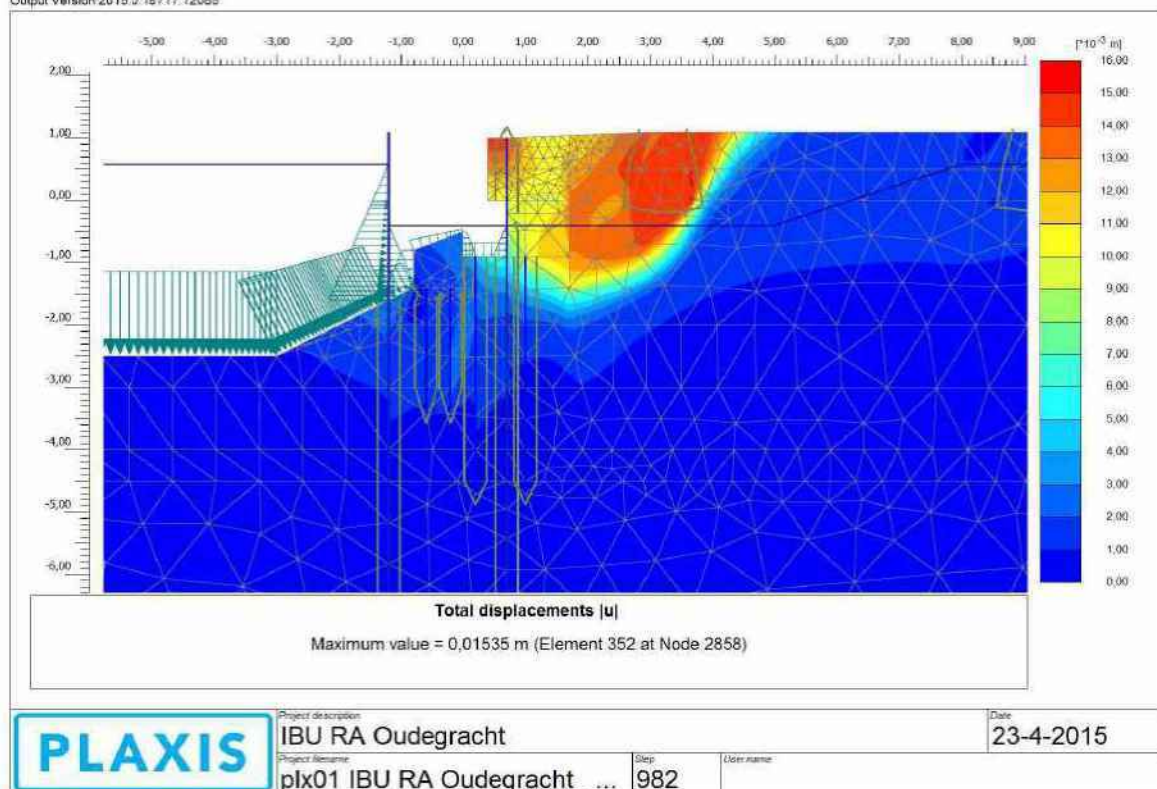 Output Version 2015.
-5,00 -4,00 -3,00 -2,00 -1,00 0,00 1,00 2,00 3,00 4,00 5,00 6,00 7,00 8,00 9,00
[*10⁻³ m]
2,00
1,00
0,00
-1,00
-2,00
-3,00
-4,00
-5,00
-6,00
16,00
15,00
14,00
13,00
12,00
11,00
10,00
9,00
8,00
7,00
6,00
5,00
4,00
3,00
2,00
1,00
0,00
Total displacements |u|
Maximum value = 0,01535 m (Element 352 at Node 2858)
PLAXIS
Project description
IBU RA Oudegracht
Date
23-4-2015
Project filename
plx01 IBU RA Oudegracht ...
Step
982
User name